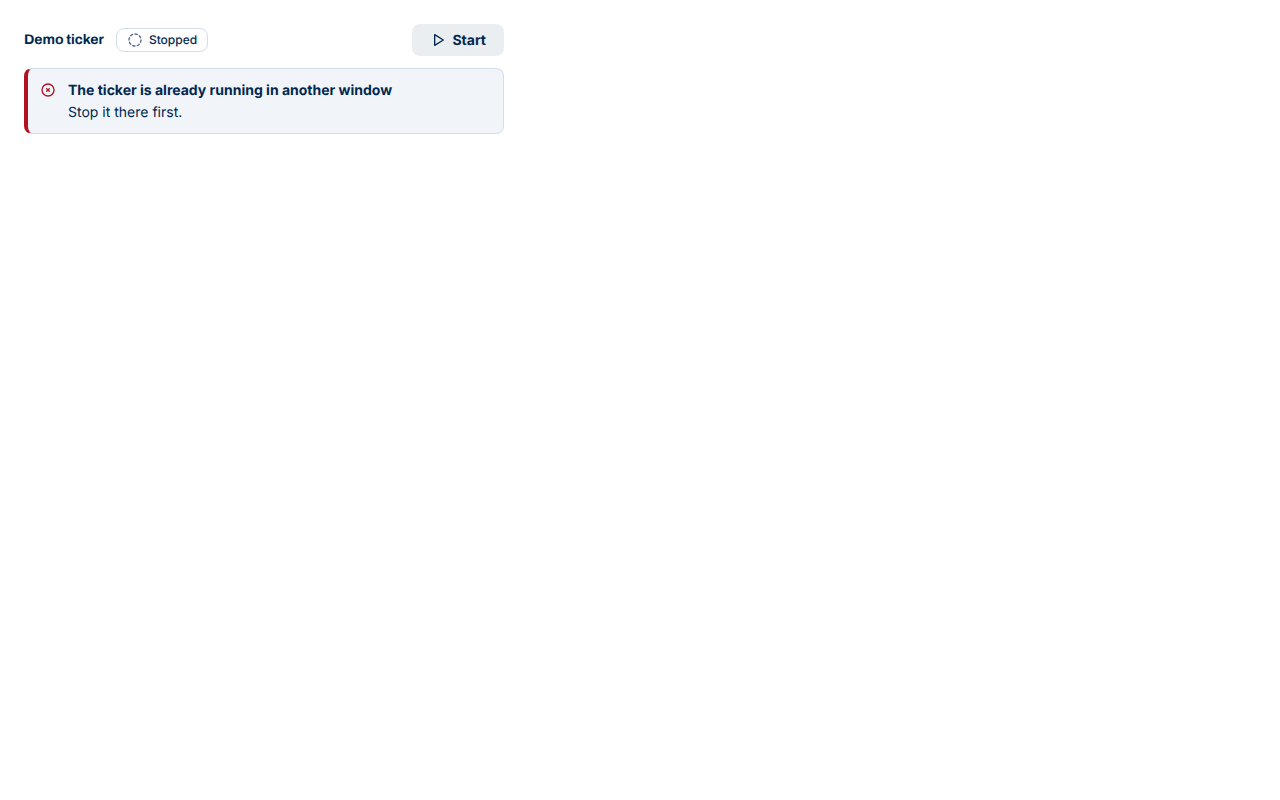 Demo ticker
Stopped
Start
The ticker is already running in another window
Stop it there first.